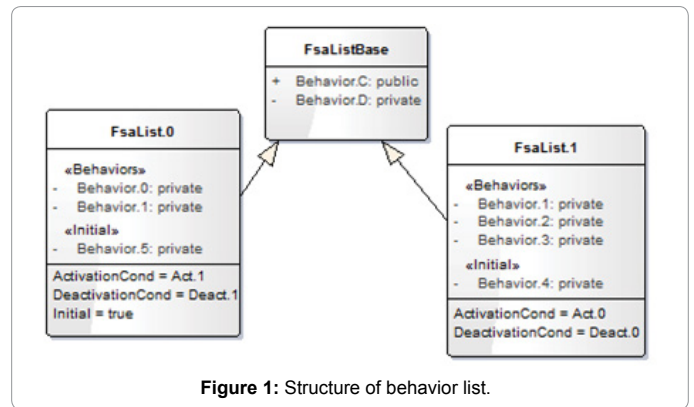 FsaListBase
+ Behavior.C: public
- Behavior.D: private
FsaList.0
«Behaviors»
- Behavior.0: private
- Behavior.1: private
«Initial»
- Behavior.5: private
ActivationCond = Act.1
DeactivationCond = Deact.1
Initial = true
FsaList.1
«Behaviors»
- Behavior.1: private
- Behavior.2: private
- Behavior.3: private
«Initial»
- Behavior.4: private
ActivationCond = Act.0
DeactivationCond = Deact.0
Figure 1: Structure of behavior list.